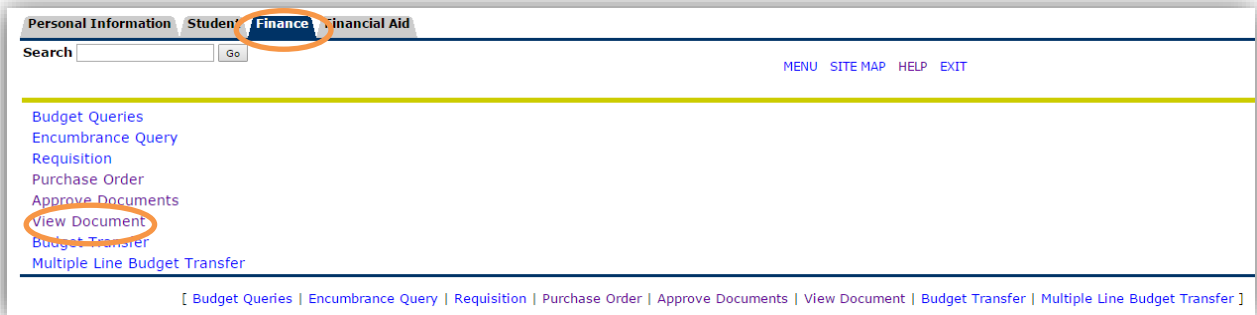 Personal Information Student Finance Financial Aid
Search Go
MENU SITE MAP HELP EXIT
Budget Queries
Encumbrance Query
Requisition
Purchase Order
Approve Documents
View Document
Budget Transfer
Multiple Line Budget Transfer
[ Budget Queries | Encumbrance Query | Requisition | Purchase Order | Approve Documents | View Document | Budget Transfer | Multiple Line Budget Transfer ]